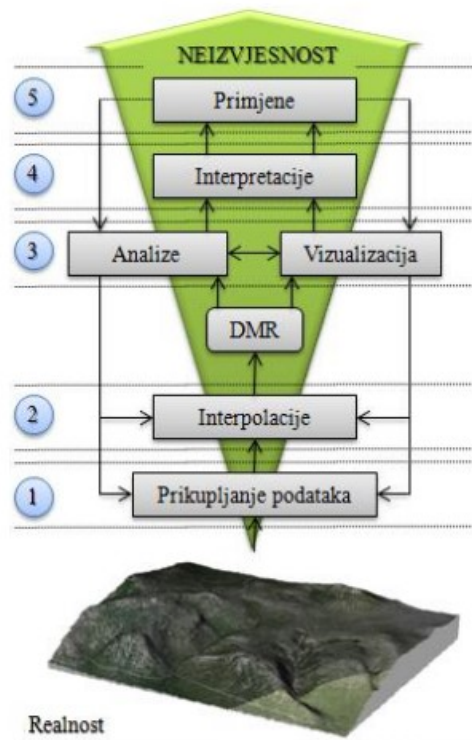 NEIZVJESNOST
5
Primjene
4
Interpretacije
3
Analize
Vizualizacija
DMR
2
Interpolacije
1
Prikupljanje podataka
Realnost